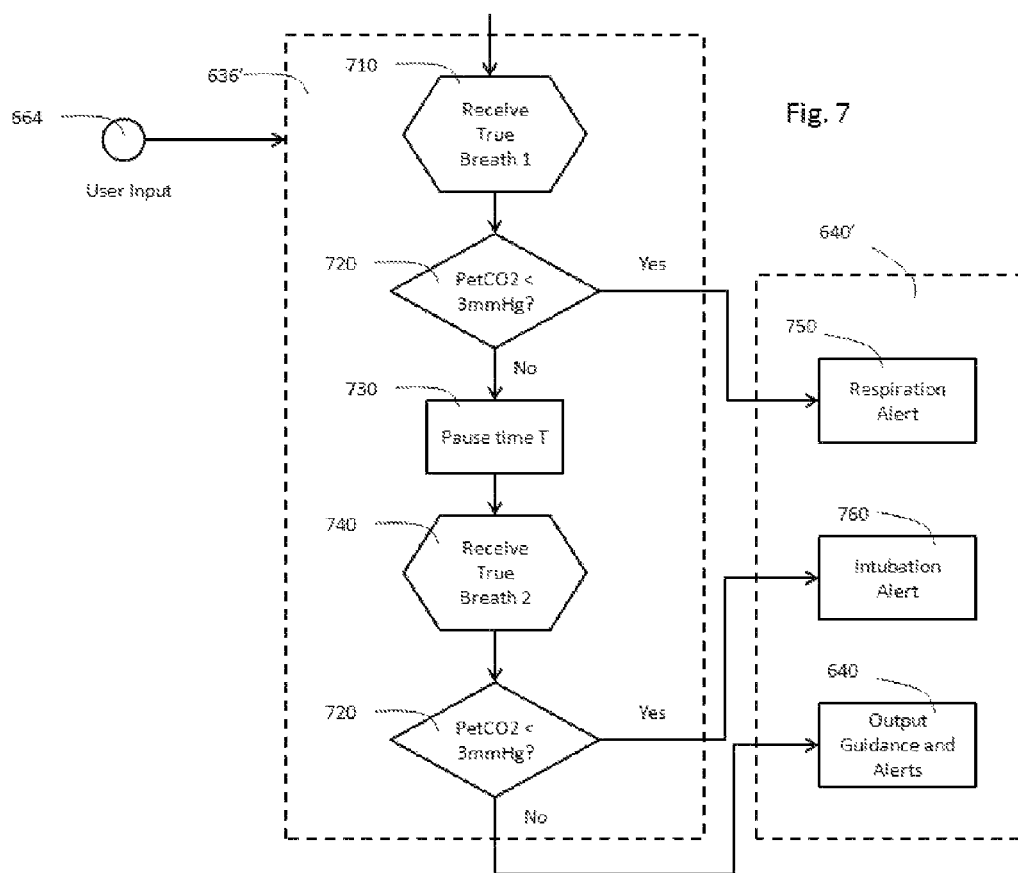 710
636'
Receive
True
Breath 1
Fig. 7
664
User Input
640'
720
PetCO2 <
3mmHg?
Yes
No
750
Respiration
Alert
730
Pause time T
740
Receive
True
Breath 2
760
Intubation
Alert
640
Output
Guidance and
Alerts
720
PetCO2 <
3mmHg?
Yes
No